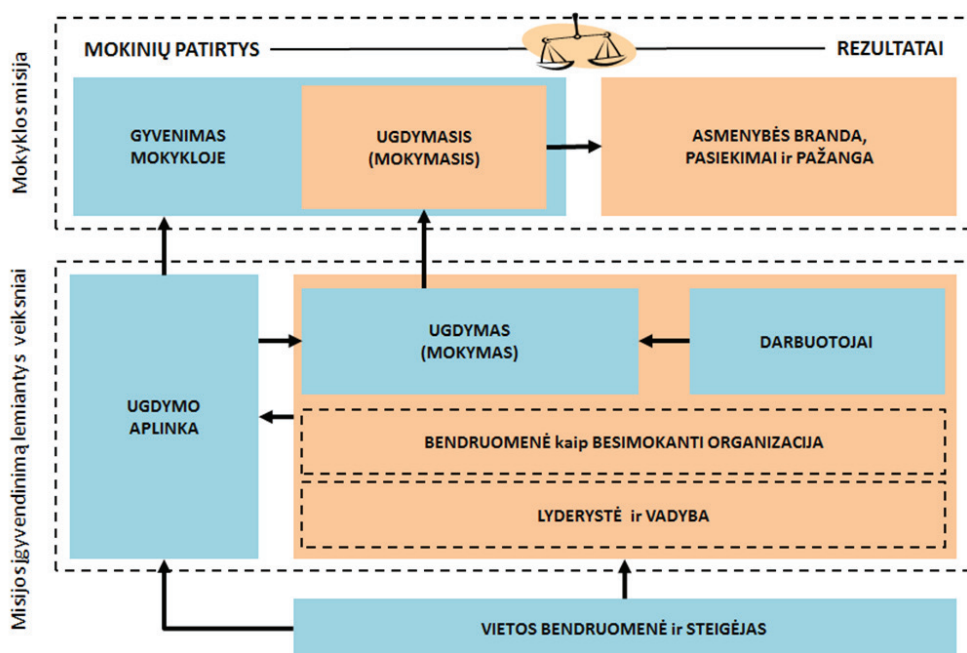 Mokyklos misija
MOKINIŲ PATIRTYS
REZULTATAI
GYVENIMAS
MOKYKLOJE
UGDYMASIS
(MOKYMASIS)
ASMENYBĖS BRANDA,
PASIEKIMAI ir PAŽANGA
Misijos įgyvendinimą lemiantys veiksniai
UGDYMO
APLINKA
UGDYMAS
(MOKYMAS)
DARBUOTOJAI
BENDRUOMENĖ kaip BESIMOKANTI ORGANIZACIJA
LYDERYSTĖ ir VADYBA
VIETOS BENDRUOMENĖ ir STEIGĖJAS